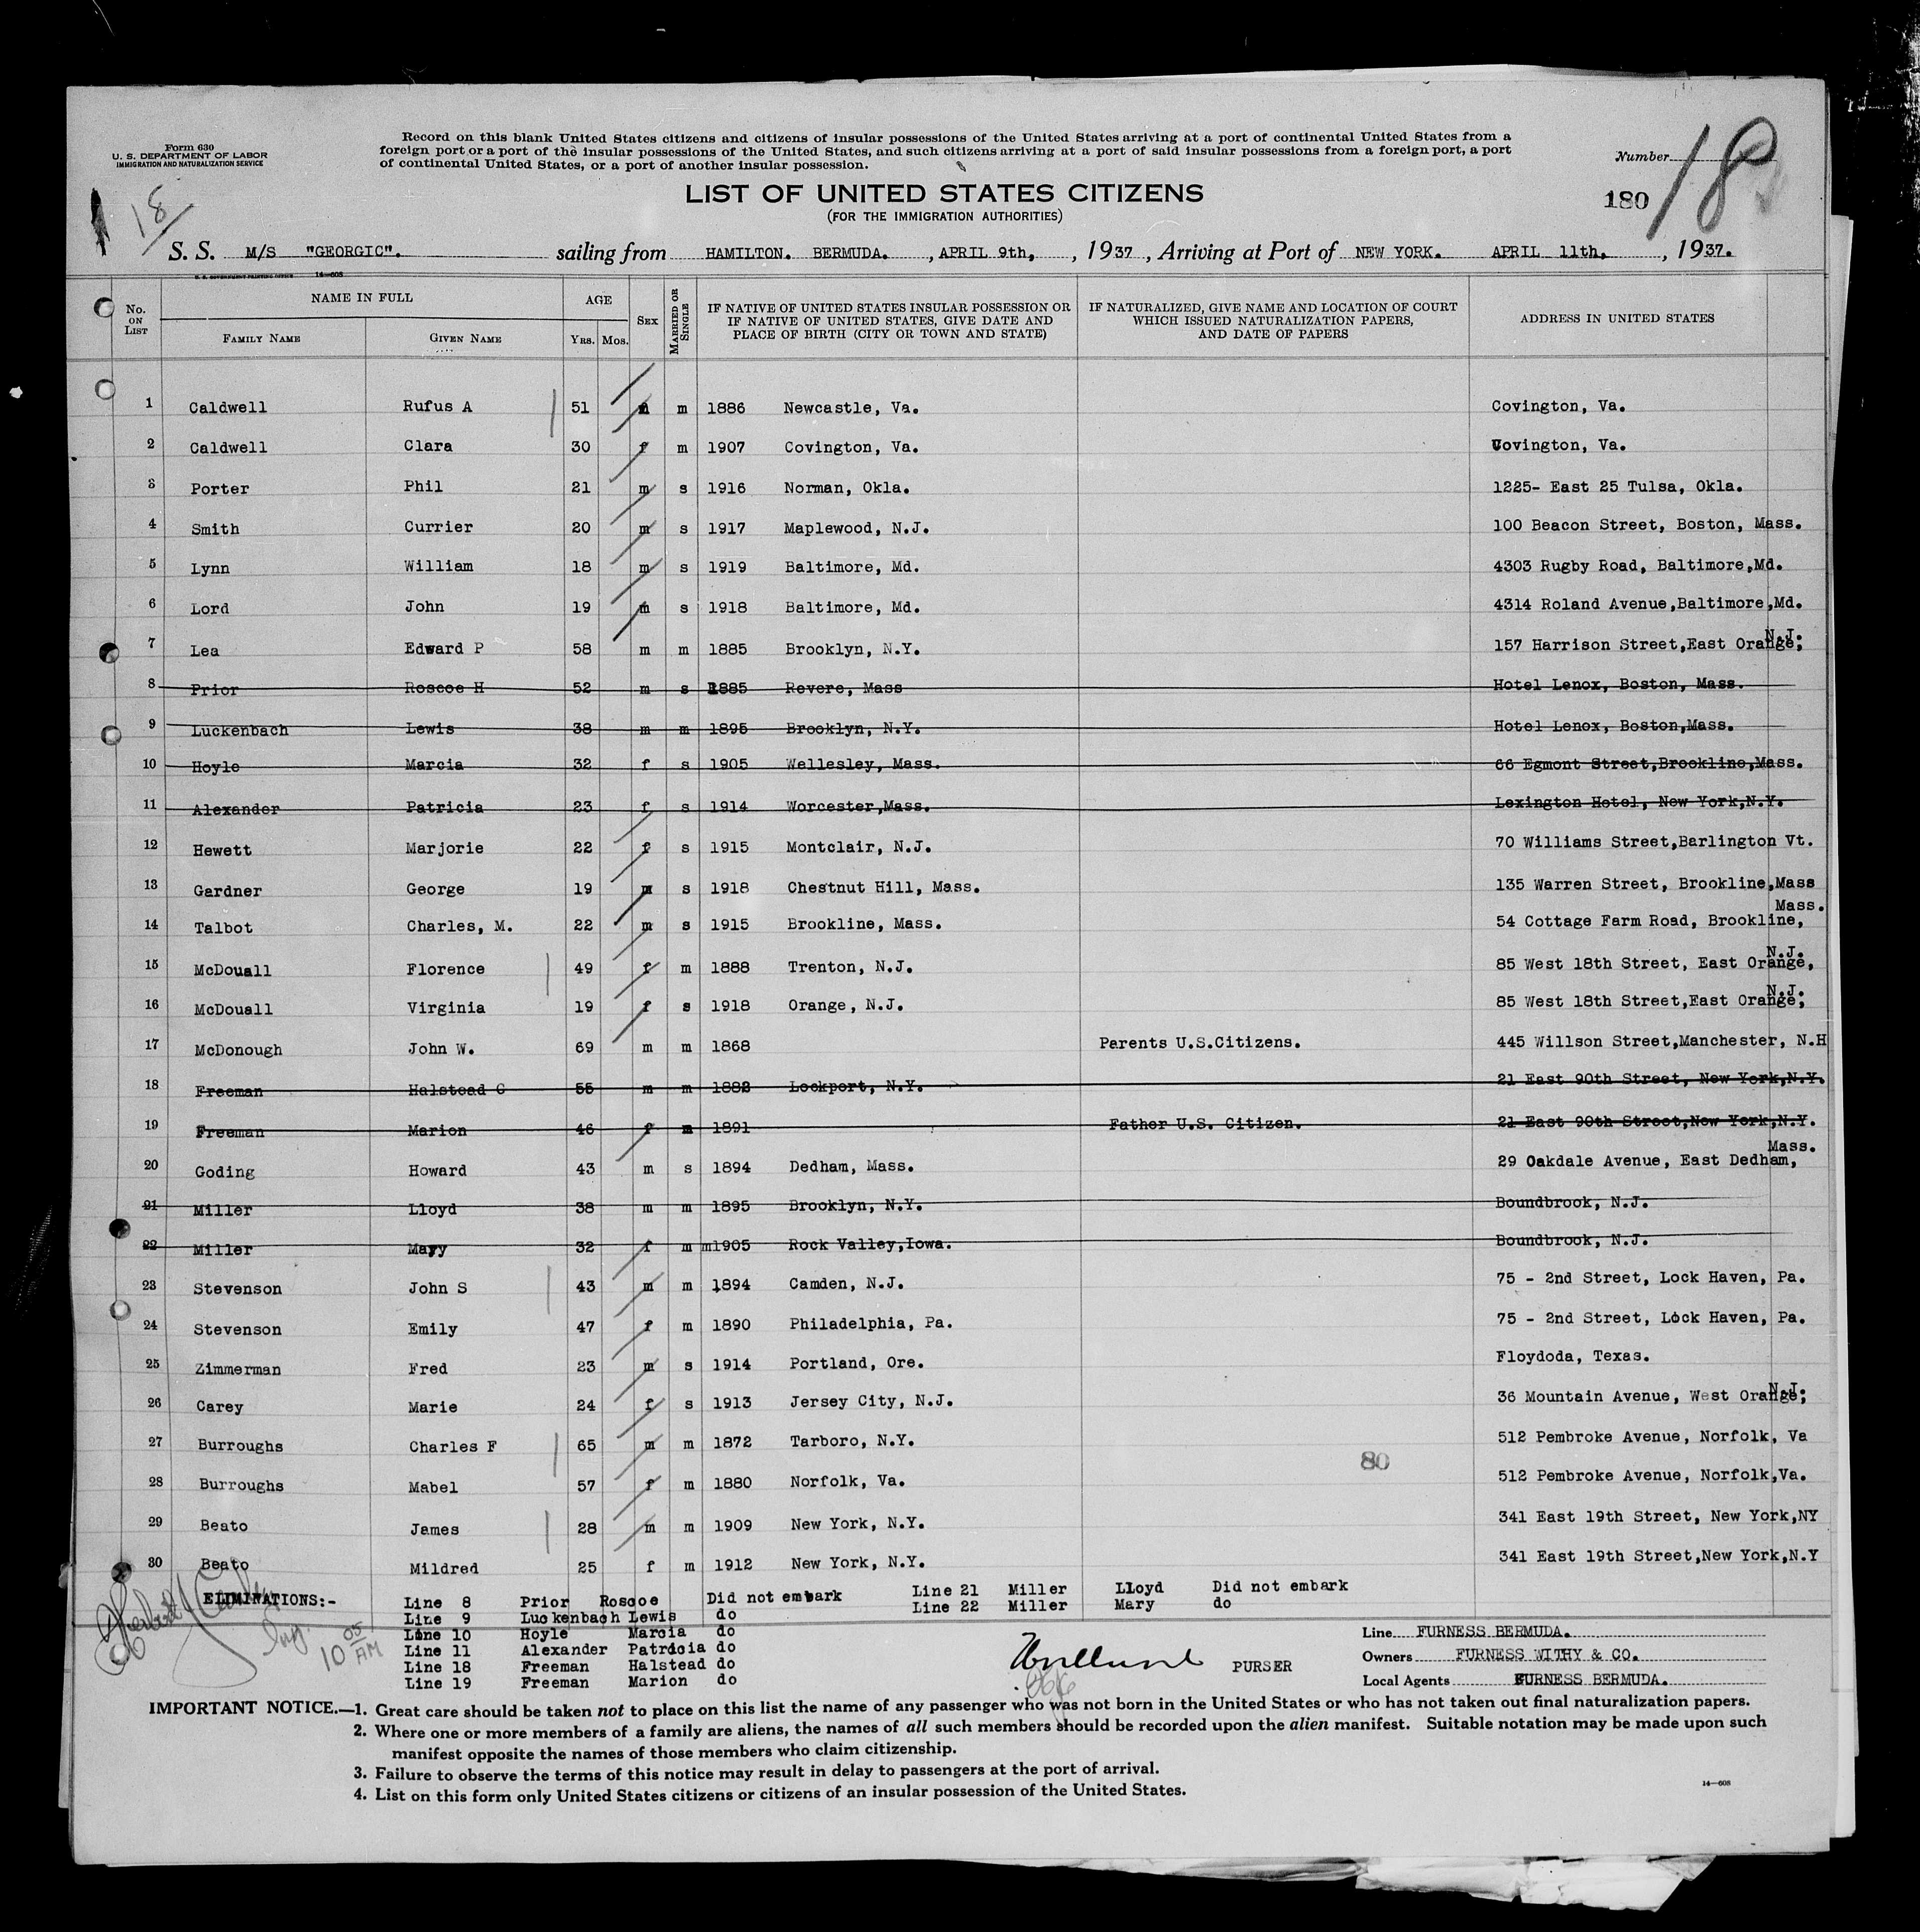 Form 630
U. S. DEPARTMENT OF LABOR
IMMIGRATION AND NATURALIZATION SERVICE
Record on this blank United States citizens and citizens of insular possessions of the United States arriving at a port of continental United States from a
foreign port or a port of the insular possessions of the United States, and such citizens arriving at a port of said insular possessions from a foreign port, a port
of continental United States, or a port of another insular possession.
Number 18
180
18
LIST OF UNITED STATES CITIZENS
(FOR THE IMMIGRATION AUTHORITIES)
S. S. M/S "GEORGIC". sailing from HAMILTON. BERMUDA. , APRIL 9th, , 1937 , Arriving at Port of NEW YORK. APRIL 11th. , 1937.
U. S. GOVERNMENT PRINTING OFFICE 14—608
No. ON LIST
NAME IN FULL
FAMILY NAME GIVEN NAME
AGE
YRS. MOS.
SEX
MARRIED OR SINGLE
IF NATIVE OF UNITED STATES INSULAR POSSESSION OR
IF NATIVE OF UNITED STATES, GIVE DATE AND
PLACE OF BIRTH (CITY OR TOWN AND STATE)
IF NATURALIZED, GIVE NAME AND LOCATION OF COURT
WHICH ISSUED NATURALIZATION PAPERS,
AND DATE OF PAPERS
ADDRESS IN UNITED STATES
1 Caldwell Rufus A 51 m m 1886 Newcastle, Va. Covington, Va.
2 Caldwell Clara 30 f m 1907 Covington, Va. Covington, Va.
3 Porter Phil 21 m s 1916 Norman, Okla. 1225- East 25 Tulsa, Okla.
4 Smith Currier 20 m s 1917 Maplewood, N.J. 100 Beacon Street, Boston, Mass.
5 Lynn William 18 m s 1919 Baltimore, Md. 4303 Rugby Road, Baltimore,Md.
6 Lord John 19 m s 1918 Baltimore, Md. 4314 Roland Avenue,Baltimore,Md.
7 Lea Edward P 58 m m 1885 Brooklyn, N.Y. 157 Harrison Street,East Orange, N.J.
8 Prior Roscoe H 52 m s 1885 Revere, Mass Hotel Lenox, Boston, Mass.
9 Luckenbach Lewis 38 m m 1895 Brooklyn, N.Y. Hotel Lenox, Boston,Mass.
10 Hoyle Marcia 32 f s 1905 Wellesley, Mass. 66 Egmont Street,Brookline,Mass.
11 Alexander Patricia 23 f s 1914 Worcester,Mass. Lexington Hotel, New York,N.Y.
12 Hewett Marjorie 22 f s 1915 Montclair, N.J. 70 Williams Street,Barlington Vt.
13 Gardner George 19 m s 1918 Chestnut Hill, Mass. 135 Warren Street, Brookline,Mass
14 Talbot Charles, M. 22 m s 1915 Brookline, Mass. 54 Cottage Farm Road, Brookline, Mass.
15 McDouall Florence 49 f m 1888 Trenton, N.J. 85 West 18th Street, East Orange, N.J.
16 McDouall Virginia 19 f s 1918 Orange, N.J. 85 West 18th Street,East Orange, N.J.
17 McDonough John W. 69 m m 1868 Parents U.S.Citizens. 445 Willson Street,Manchester, N.H
18 Freeman Halstead G 55 m m 1882 Lockport, N.Y. 21 East 90th Street, New York,N.Y.
19 Freeman Marion 46 f m 1891 Father U.S. Citizen. 21 East 90th Street,New York,N.Y.
20 Goding Howard 43 m s 1894 Dedham, Mass. 29 Oakdale Avenue, East Dedham, Mass.
21 Miller Lloyd 38 m m 1895 Brooklyn, N.Y. Boundbrook, N.J.
22 Miller Mary 32 f m m1905 Rock Valley,Iowa. Boundbrook, N.J.
23 Stevenson John S 43 m m 1894 Camden, N.J. 75 - 2nd Street, Lock Haven, Pa.
24 Stevenson Emily 47 f m 1890 Philadelphia, Pa. 75 - 2nd Street, Lock Haven, Pa.
25 Zimmerman Fred 23 m s 1914 Portland, Ore. Floydoda, Texas.
26 Carey Marie 24 f s 1913 Jersey City, N.J. 36 Mountain Avenue, West Orange, N.J.
27 Burroughs Charles F 65 m m 1872 Tarboro, N.Y. 512 Pembroke Avenue, Norfolk, Va
80
28 Burroughs Mabel 57 f m 1880 Norfolk, Va. 512 Pembroke Avenue, Norfolk,Va.
29 Beato James 28 m m 1909 New York, N.Y. 341 East 19th Street, New York,NY
30 Beato Mildred 25 f m 1912 New York, N.Y. 341 East 19th Street,New York,N.Y
ELIMINATIONS:-
Line 8 Prior Roscoe Did not embark Line 21 Miller LLoyd Did not embark
Line 9 Luckenbach Lewis do Line 22 Miller Mary do
Line 10 Hoyle Marcia do
Line 11 Alexander Patricia do
Line 18 Freeman Halstead do
Line 19 Freeman Marion do
10 05 AM
PURSER
Line FURNESS BERMUDA.
Owners FURNESS WITHY & CO.
Local Agents FURNESS BERMUDA.
IMPORTANT NOTICE.—1. Great care should be taken not to place on this list the name of any passenger who was not born in the United States or who has not taken out final naturalization papers.
2. Where one or more members of a family are aliens, the names of all such members should be recorded upon the alien manifest. Suitable notation may be made upon such
manifest opposite the names of those members who claim citizenship.
3. Failure to observe the terms of this notice may result in delay to passengers at the port of arrival.
4. List on this form only United States citizens or citizens of an insular possession of the United States.
14—608